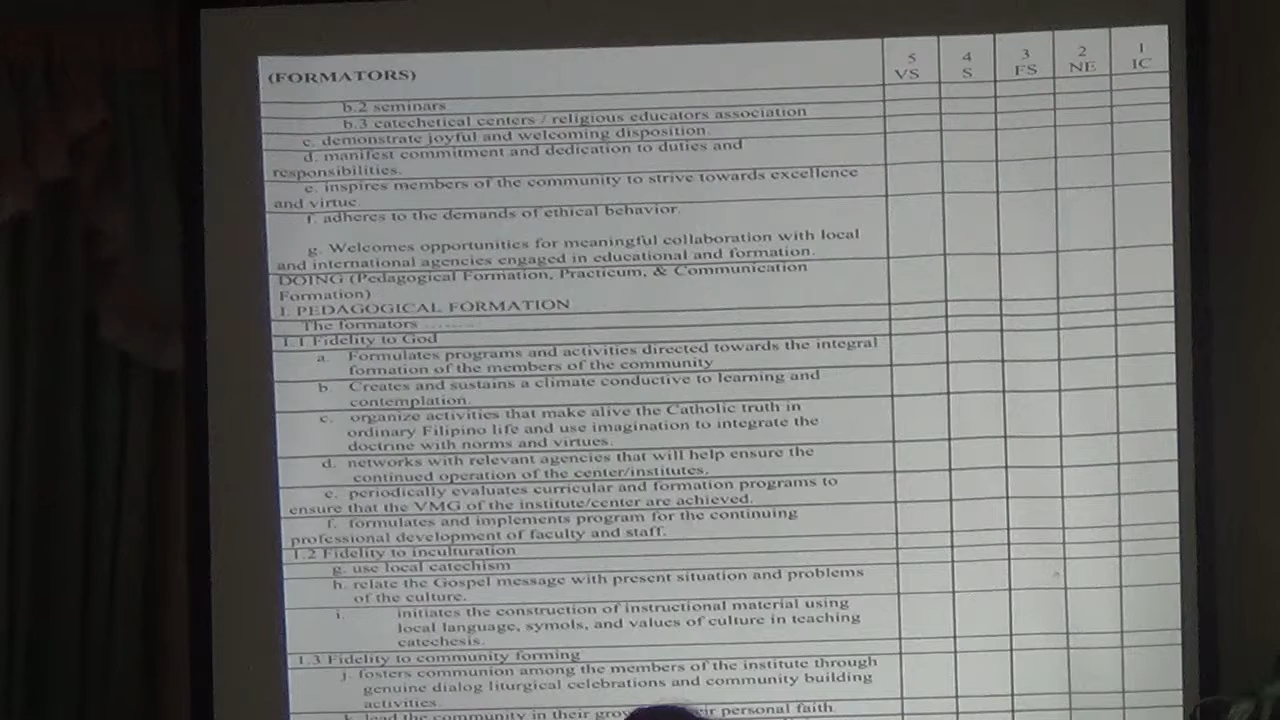 (FORMATORS) 5 4 3 2 1
VS S FS NE IC
b.2 seminars
b.3 catechetical centers / religious educators association
c. demonstrate joyful and welcoming disposition.
d. manifest commitment and dedication to duties and
responsibilities.
e. inspires members of the community to strive towards excellence
and virtue.
f. adheres to the demands of ethical behavior.
g. Welcomes opportunities for meaningful collaboration with local
and international agencies engaged in educational and formation.
DOING (Pedagogical Formation, Practicum, & Communication
Formation)
I. PEDAGOGICAL FORMATION
The formators ........
1.1 Fidelity to God
a. Formulates programs and activities directed towards the integral
formation of the members of the community
b. Creates and sustains a climate conductive to learning and
contemplation.
c. organize activities that make alive the Catholic truth in
ordinary Filipino life and use imagination to integrate the
doctrine with norms and virtues.
d. networks with relevant agencies that will help ensure the
continued operation of the center/institutes.
e. periodically evaluates curricular and formation programs to
ensure that the VMG of the institute/center are achieved.
f. formulates and implements program for the continuing
professional development of faculty and staff.
1.2 Fidelity to inculturation
g. use local catechism
h. relate the Gospel message with present situation and problems
of the culture.
i. initiates the construction of instructional material using
local language, symols, and values of culture in teaching
catechesis.
1.3 Fidelity to community forming
j. fosters communion among the members of the institute through
genuine dialog liturgical celebrations and community building
activities.
k. lead the community in their personal faith.